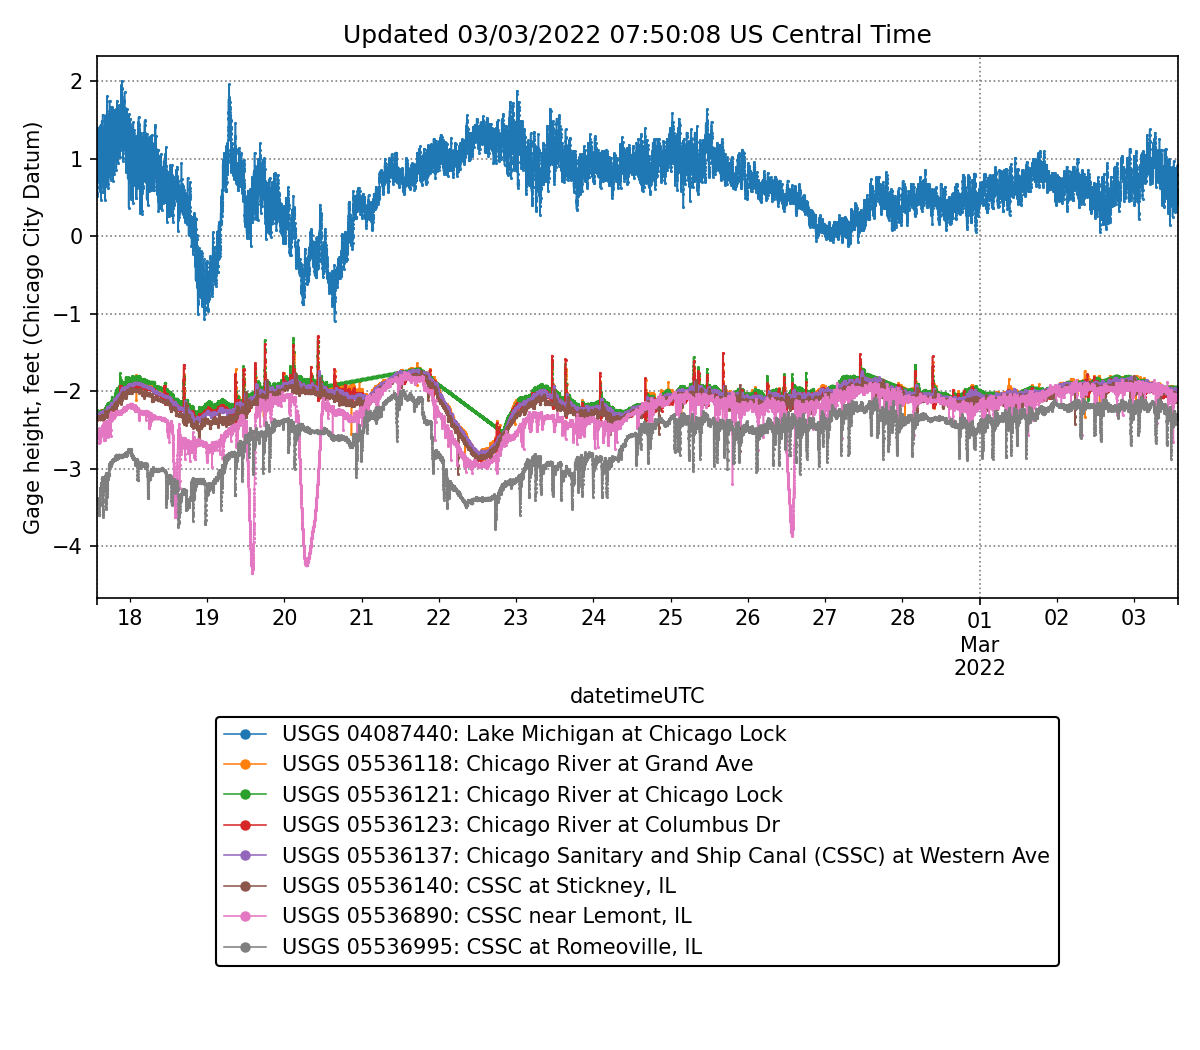 Updated 03/03/2022 07:50:08 US Central Time
Gage height, feet (Chicago City Datum)
2
1
0
−1
−2
−3
−4
18 19 20 21 22 23 24 25 26 27 28 01 02 03
Mar
2022
datetimeUTC
USGS 04087440: Lake Michigan at Chicago Lock
USGS 05536118: Chicago River at Grand Ave
USGS 05536121: Chicago River at Chicago Lock
USGS 05536123: Chicago River at Columbus Dr
USGS 05536137: Chicago Sanitary and Ship Canal (CSSC) at Western Ave
USGS 05536140: CSSC at Stickney, IL
USGS 05536890: CSSC near Lemont, IL
USGS 05536995: CSSC at Romeoville, IL